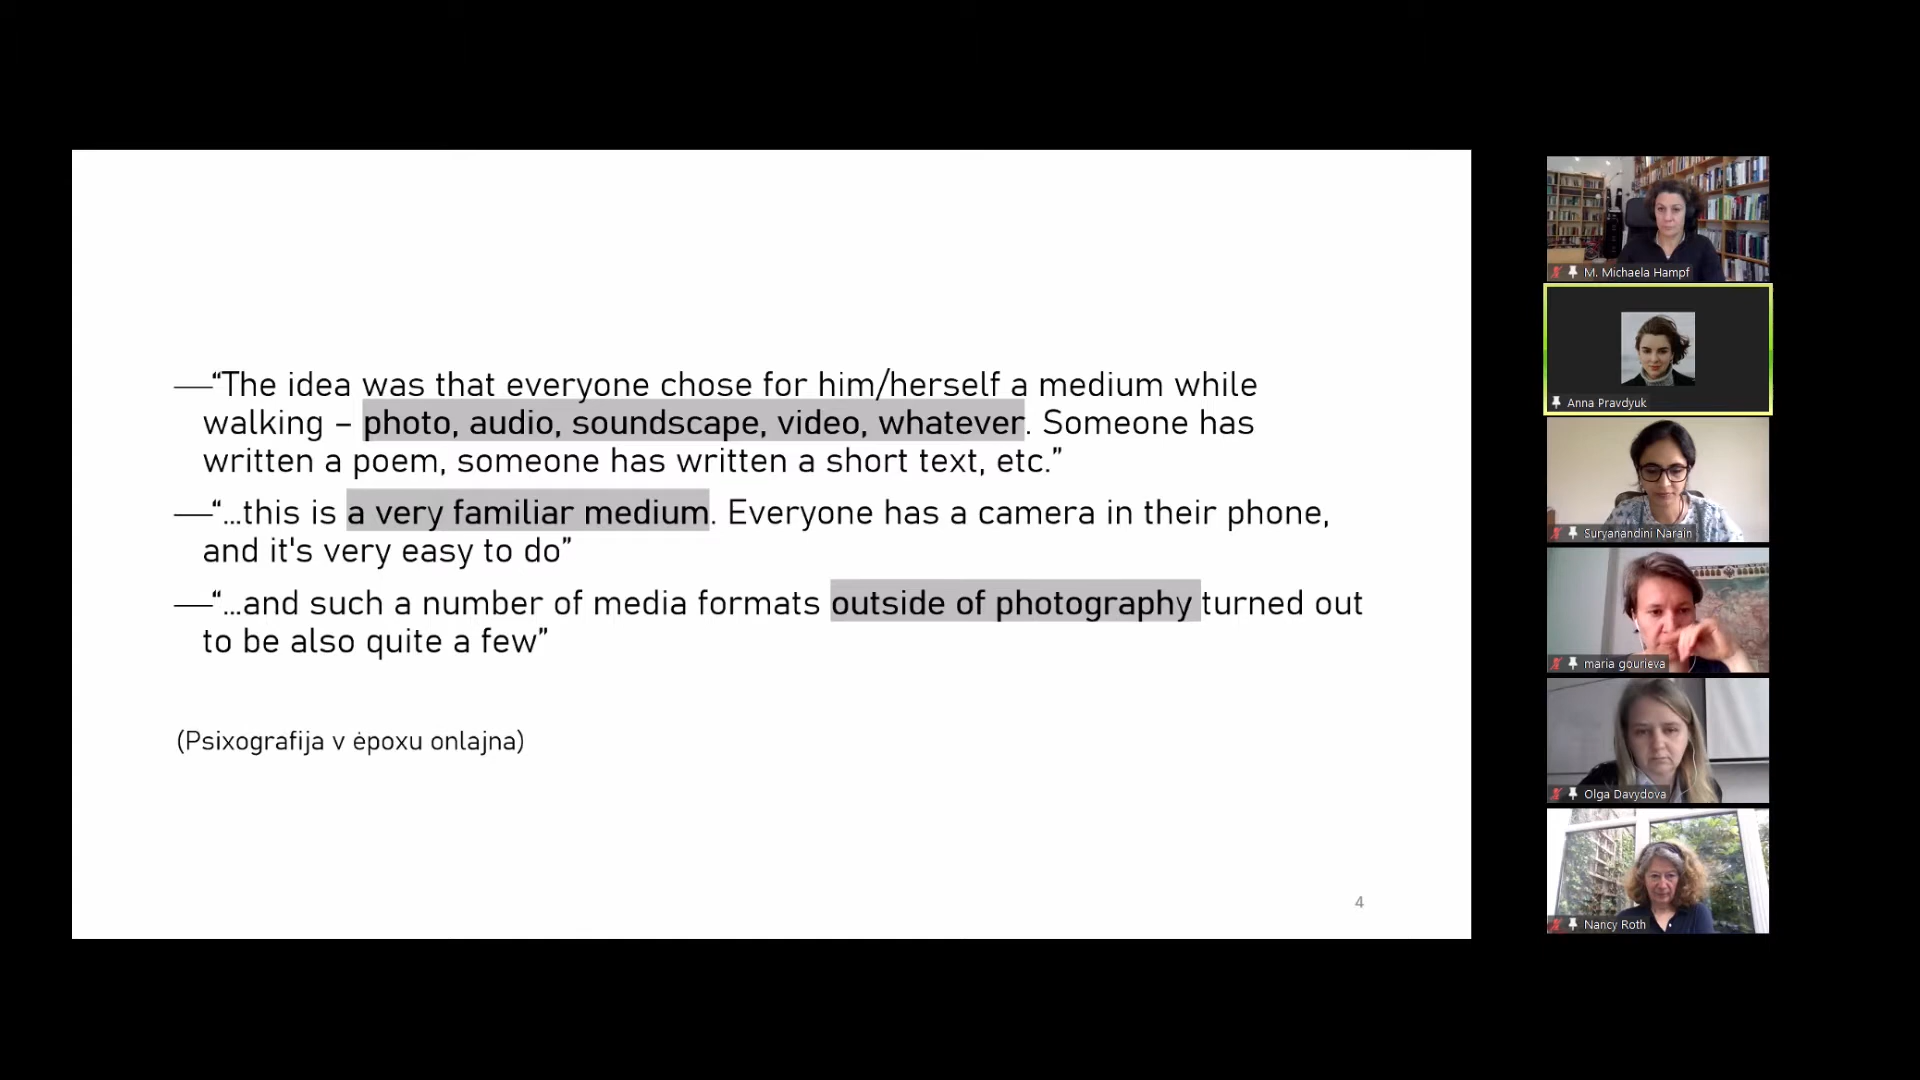 —“The idea was that everyone chose for him/herself a medium while
walking – photo, audio, soundscape, video, whatever. Someone has
written a poem, someone has written a short text, etc.”
—“…this is a very familiar medium. Everyone has a camera in their phone,
and it's very easy to do”
—“…and such a number of media formats outside of photography turned out
to be also quite a few”
(Psixografija v ėpoxu onlajna)
4
M. Michaela Hampf
Anna Pravdyuk
Suryanandini Narain
maria gourieva
Olga Davydova
Nancy Roth